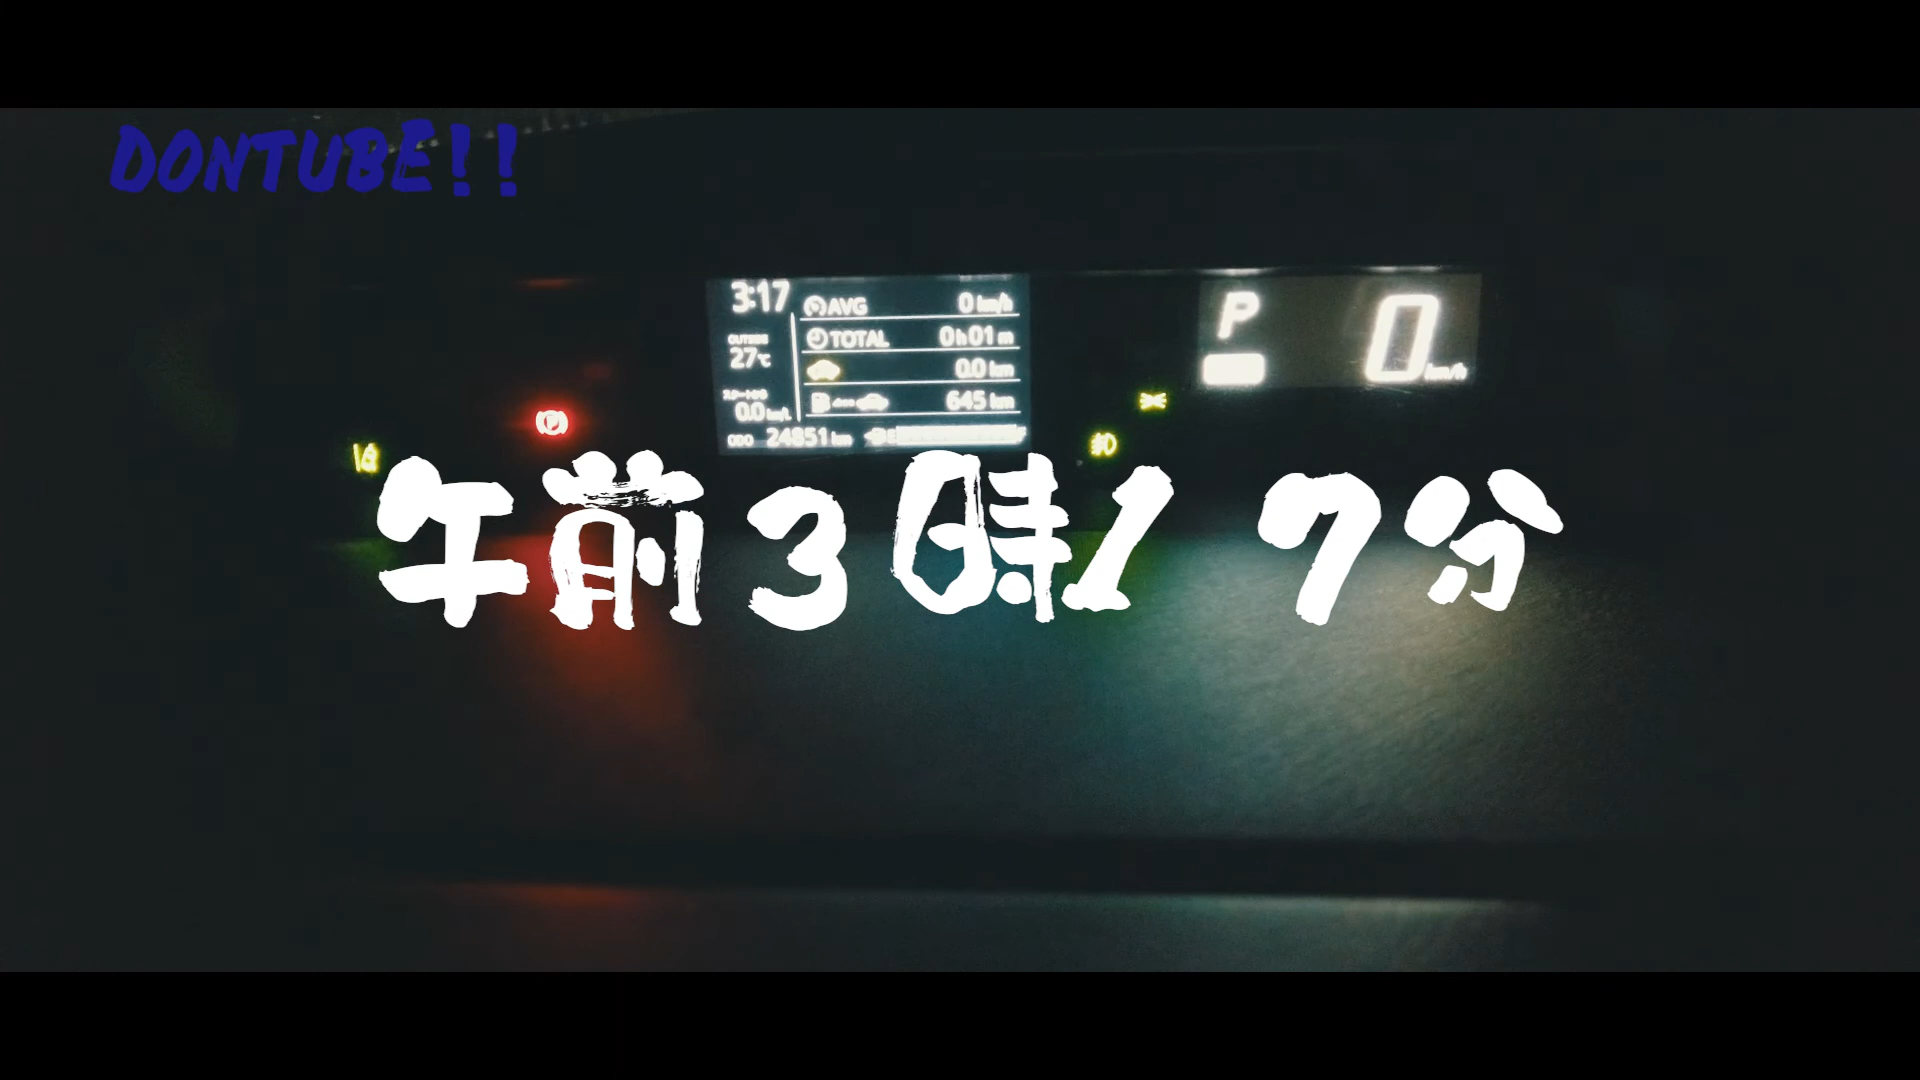 DONTUBE!!
3:17
AVG 0 km/h
OUTSIDE
27℃
TOTAL 0h01m
0.0 km
0.0 km/L
645 km
ODO 24851 km
P 0 km/h
午前3時17分